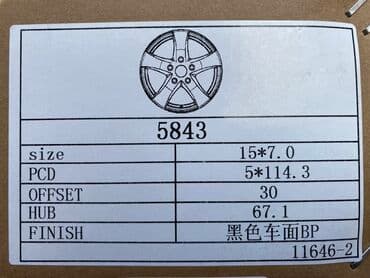 5843
size 15*7.0
PCD 5*114.3
OFFSET 30
HUB 67.1
FINISH 黑色车面BP
11646-2